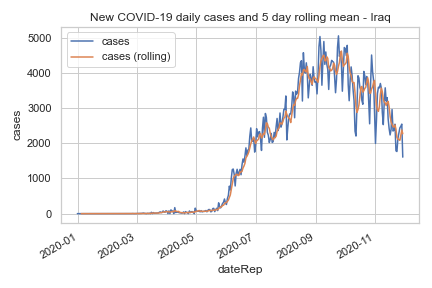 New COVID-19 daily cases and 5 day rolling mean - Iraq
cases
cases (rolling)
5000
4000
3000
2000
1000
0
cases
2020-01
2020-03
2020-05
2020-07
2020-09
2020-11
dateRep